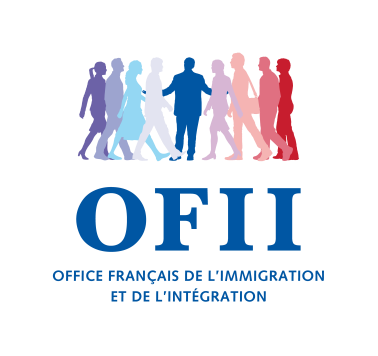 OFII
OFFICE FRANÇAIS DE L'IMMIGRATION
ET DE L'INTÉGRATION